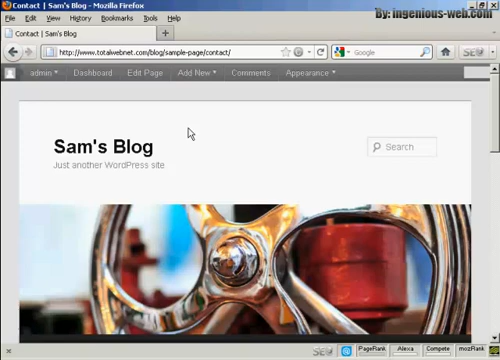 Contact | Sam's Blog - Mozilla Firefox
By: ingenious-web.com
File Edit View History Bookmarks Tools Help
Contact | Sam's Blog
http://www.totalwebnet.com/blog/sample-page/contact/
Google
SEO
admin Dashboard Edit Page Add New Comments Appearance
Sam's Blog
Search
Just another WordPress site
SEO PageRank Alexa Compete mozRank